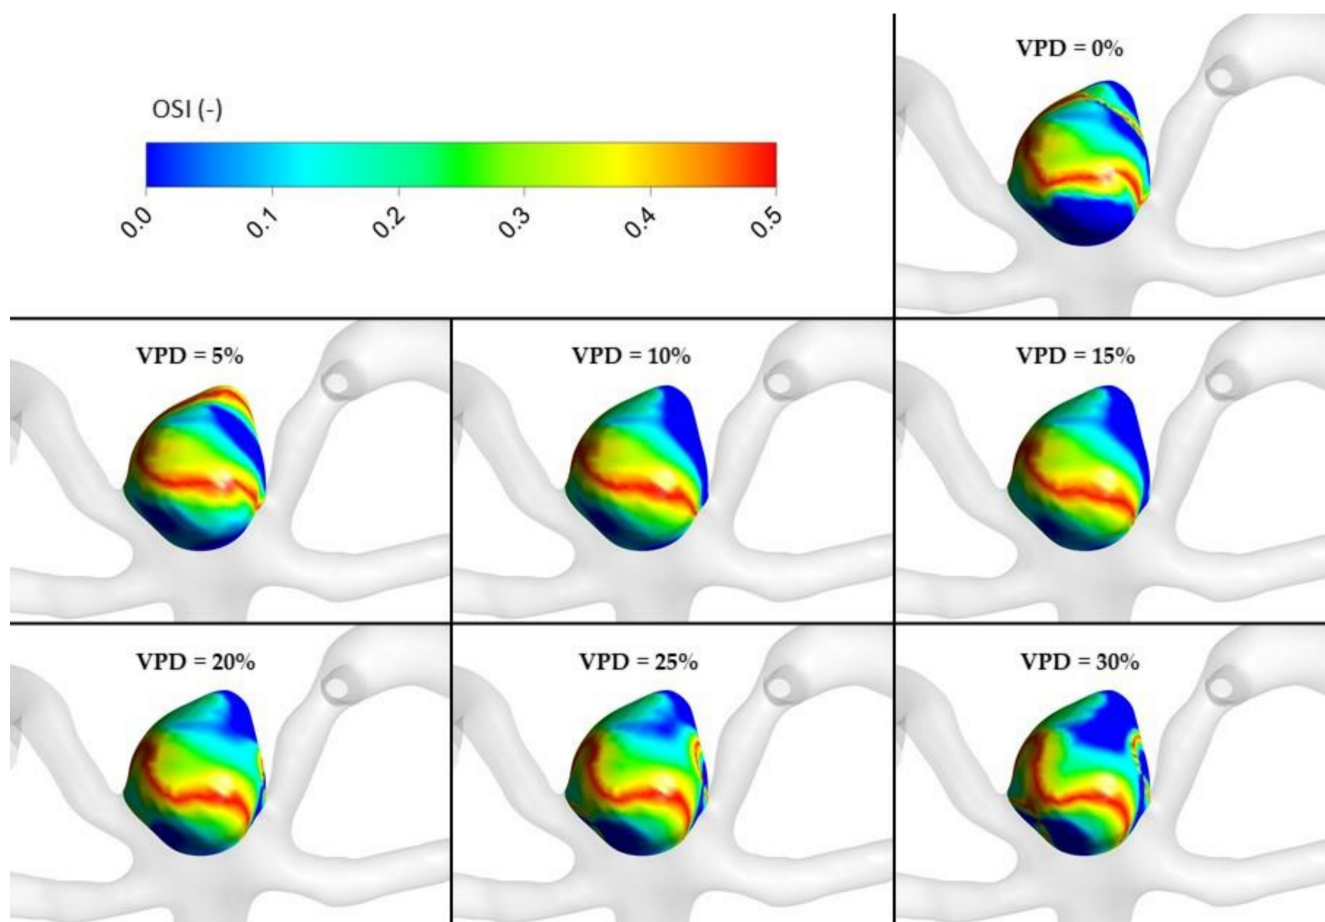 VPD = 0%
OSI (-)
0.0 0.1 0.2 0.3 0.4 0.5
VPD = 5% VPD = 10% VPD = 15%
VPD = 20% VPD = 25% VPD = 30%